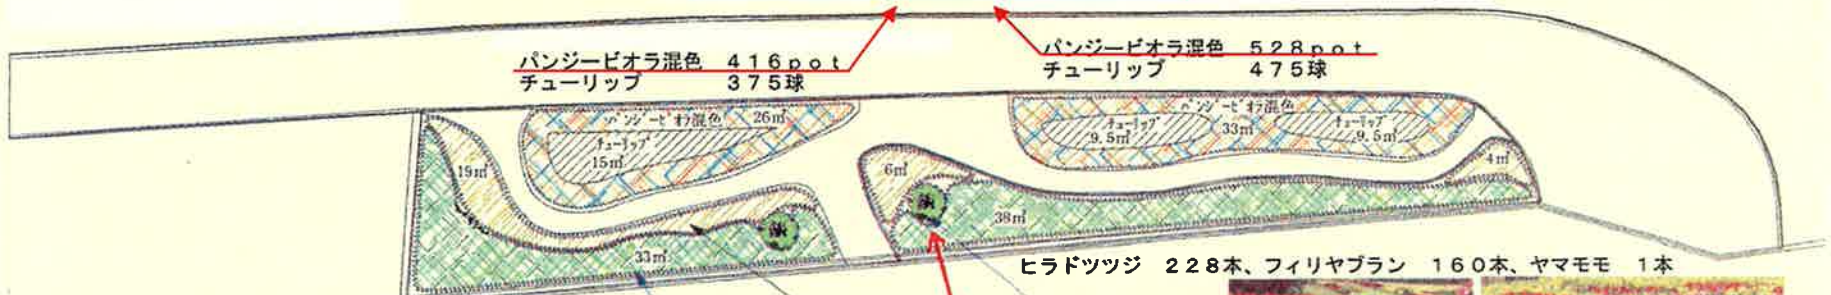 パンジービオラ混色　４１６ｐｏｔ
チューリップ　　　　３７５球
パンジービオラ混色　５２８ｐｏｔ
チューリップ　　　　４７５球
パンジービオラ混色　26㎡
チューリップ
15㎡
パンジービオラ混色
チューリップ
9.5㎡
33㎡
チューリップ
9.5㎡
19㎡
6㎡
4㎡
38㎡
33㎡
ヒラドツツジ　２２８本、フィリヤブラン　１６０本、ヤマモモ　１本